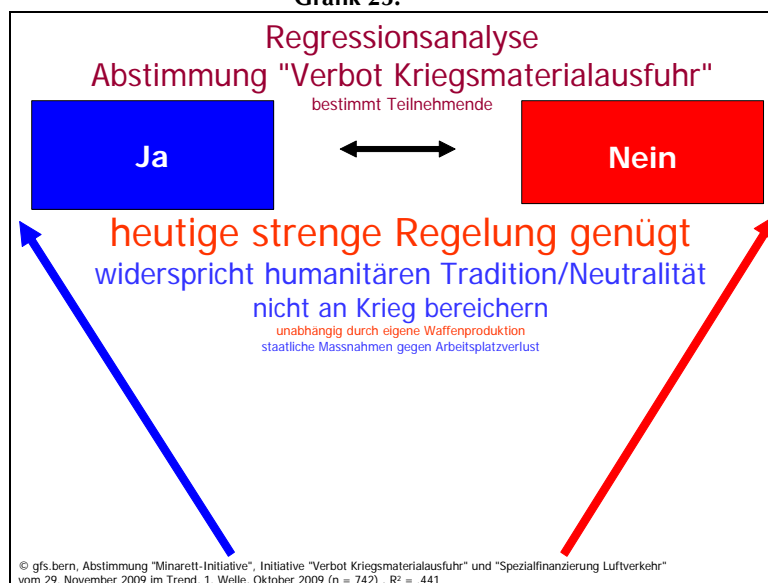 Grafik 25:
Regressionsanalyse
Abstimmung "Verbot Kriegsmaterialausfuhr"
bestimmt Teilnehmende
Ja
Nein
heutige strenge Regelung genügt
widerspricht humanitären Tradition/Neutralität
nicht an Krieg bereichern
unabhängig durch eigene Waffenproduktion
staatliche Massnahmen gegen Arbeitsplatzverlust
© gfs.bern, Abstimmung "Minarett-Initiative", Initiative "Verbot Kriegsmaterialausfuhr" und "Spezialfinanzierung Luftverkehr"
vom 29. November 2009 im Trend, 1. Welle, Oktober 2009 (n = 742) , R² = .441